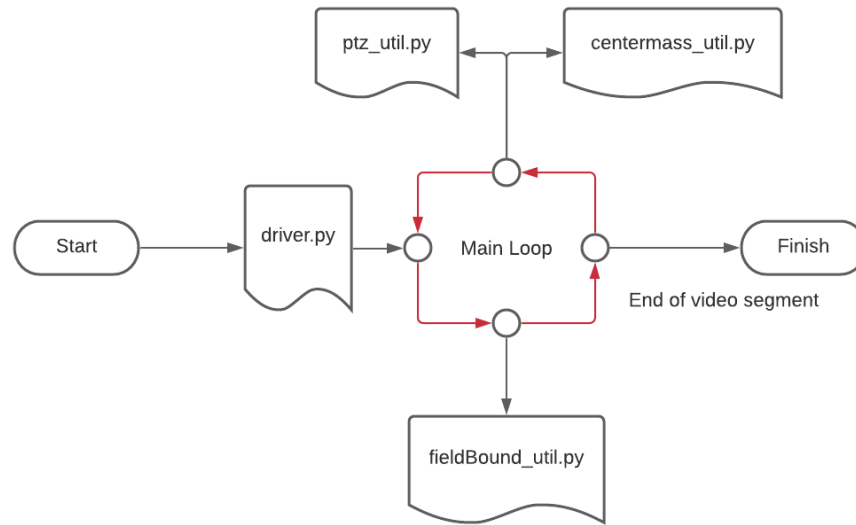 ptz_util.py
centermass_util.py
Start
driver.py
Main Loop
Finish
End of video segment
fieldBound_util.py